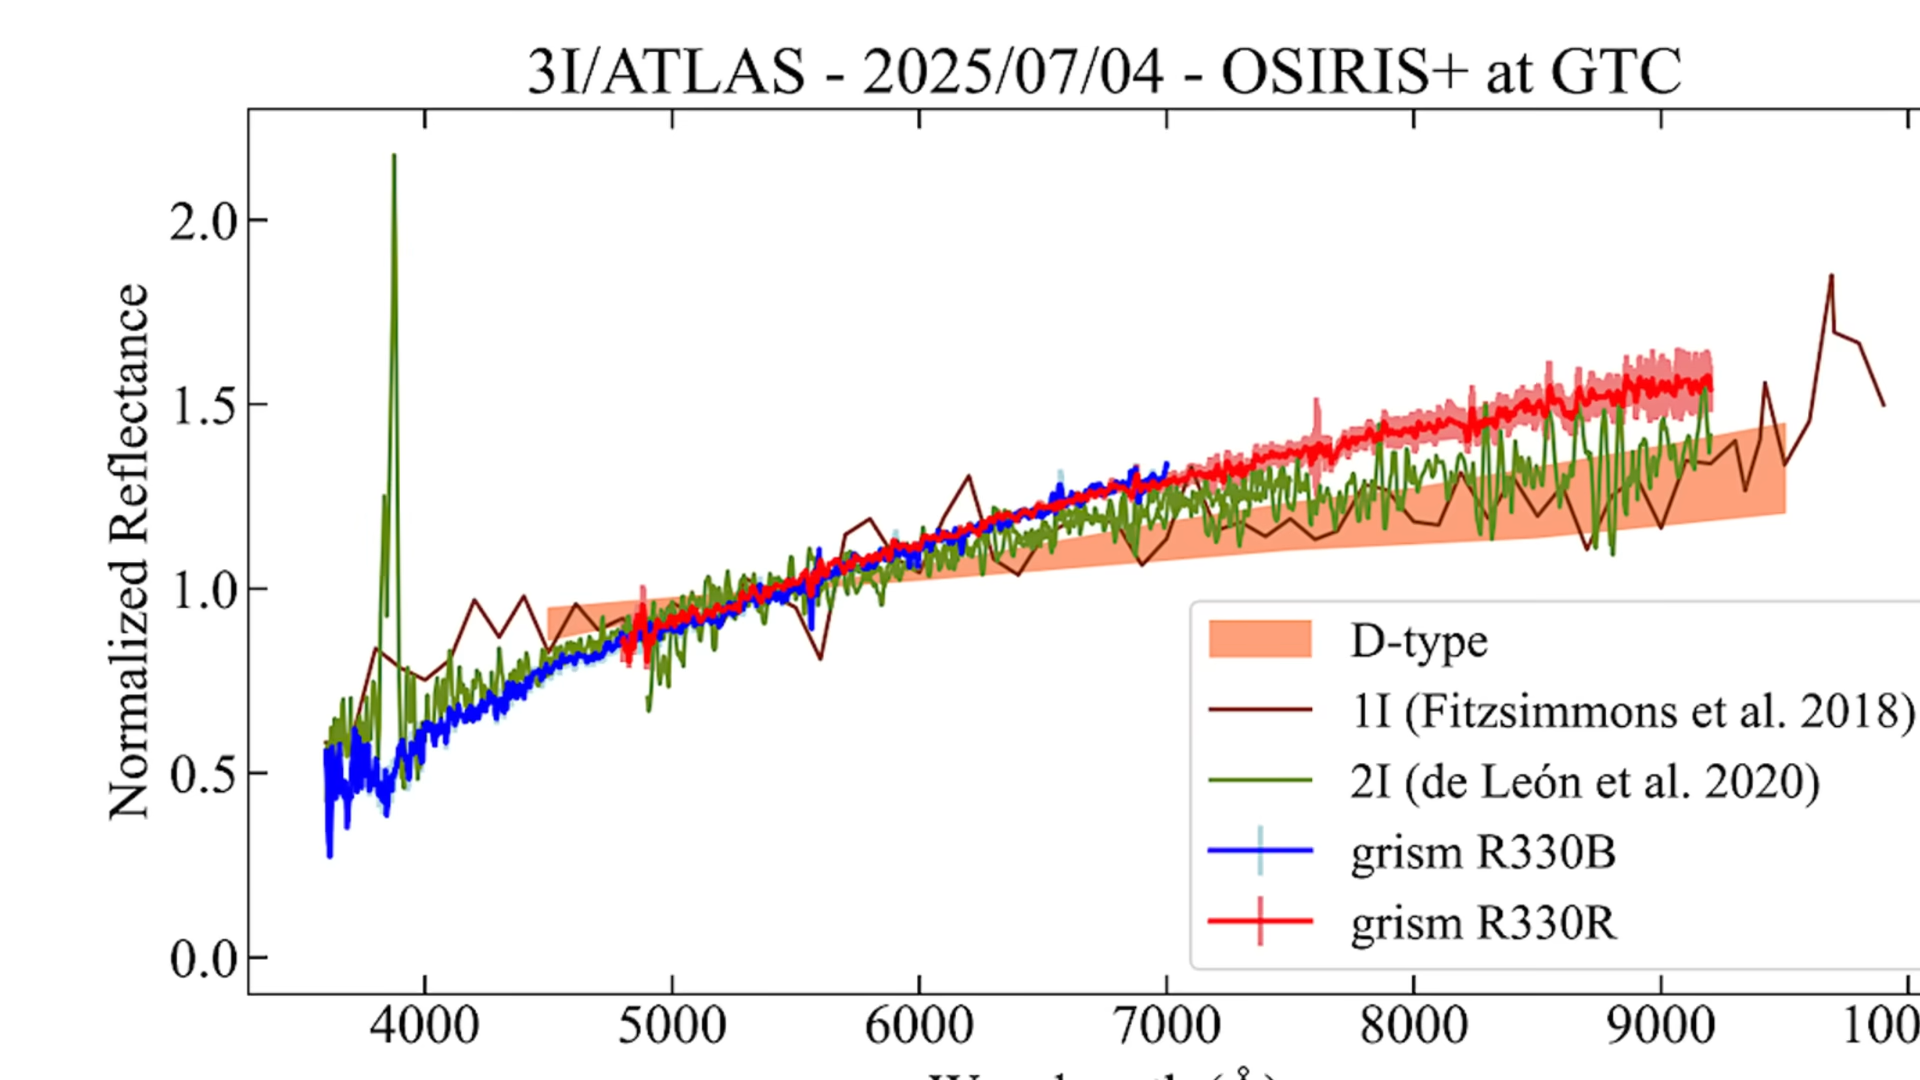 3I/ATLAS - 2025/07/04 - OSIRIS+ at GTC
Normalized Reflectance
2.0
1.5
1.0
0.5
0.0
D-type
1I (Fitzsimmons et al. 2018)
2I (de León et al. 2020)
grism R330B
grism R330R
4000 5000 6000 7000 8000 9000 100